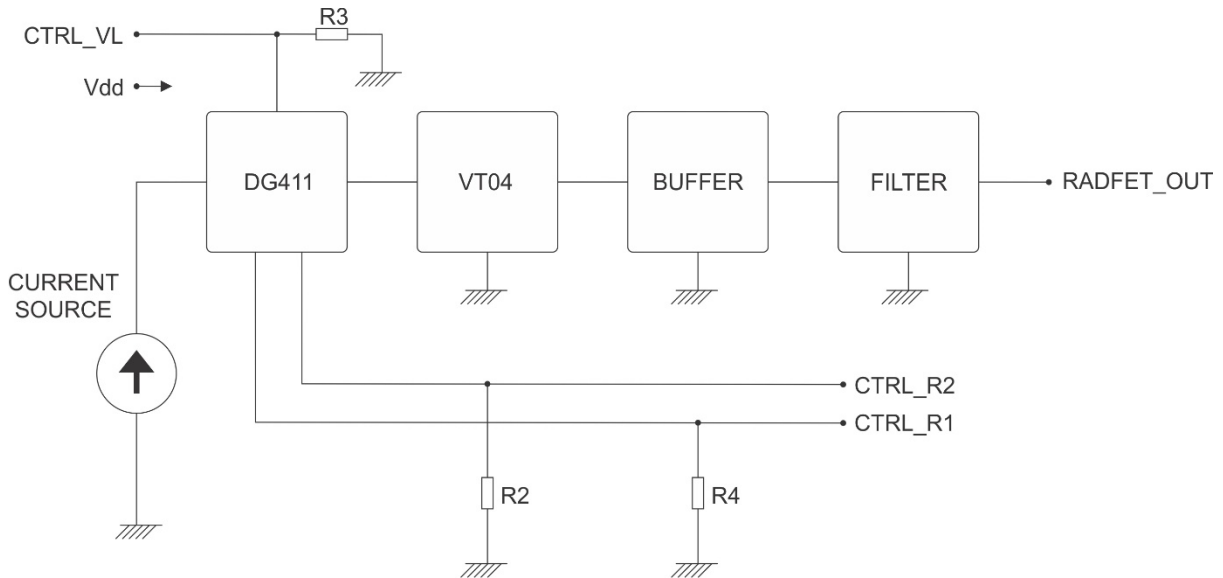 R3
CTRL_VL
Vdd
DG411
VT04
BUFFER
FILTER
RADFET_OUT
CURRENT
SOURCE
CTRL_R2
CTRL_R1
R2
R4